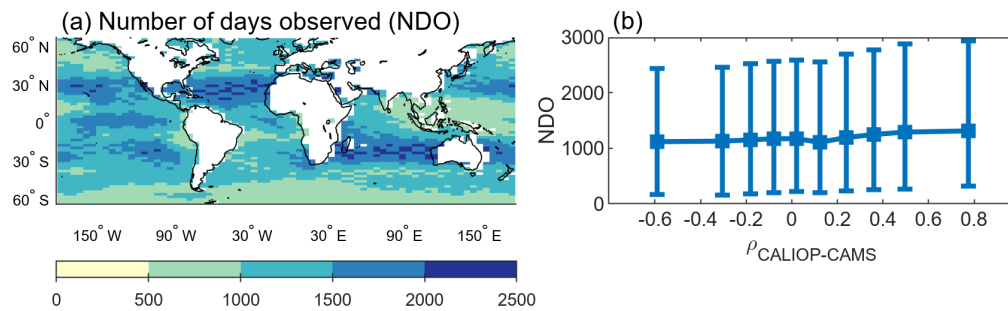 (a) Number of days observed (NDO)
60° N
30° N
0°
30° S
60° S
150° W 90° W 30° W 30° E 90° E 150° E
0 500 1000 1500 2000 2500
(b)
3000
2000
1000
0
NDO
-0.6 -0.4 -0.2 0 0.2 0.4 0.6 0.8
ρCALIOP-CAMS